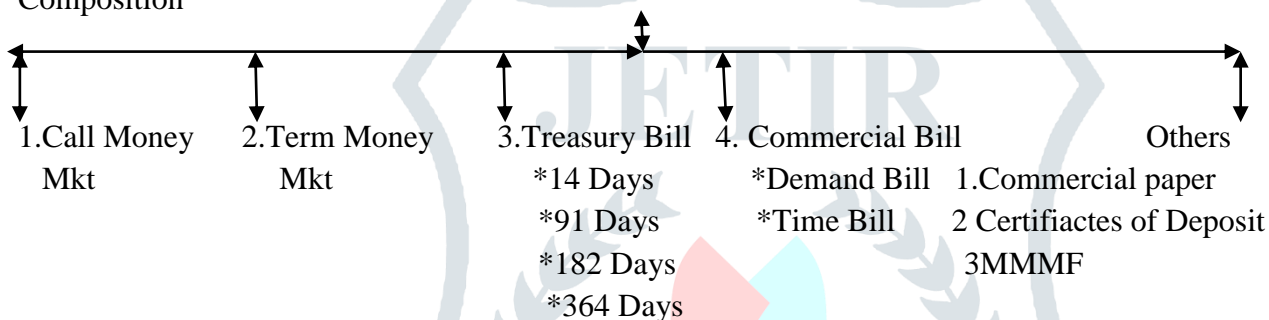 Composition
JETIR
1.Call Money 2.Term Money 3.Treasury Bill 4. Commercial Bill Others
Mkt Mkt *14 Days *Demand Bill 1.Commercial paper
*91 Days *Time Bill 2 Certifiactes of Deposit
*182 Days 3MMMF
*364 Days